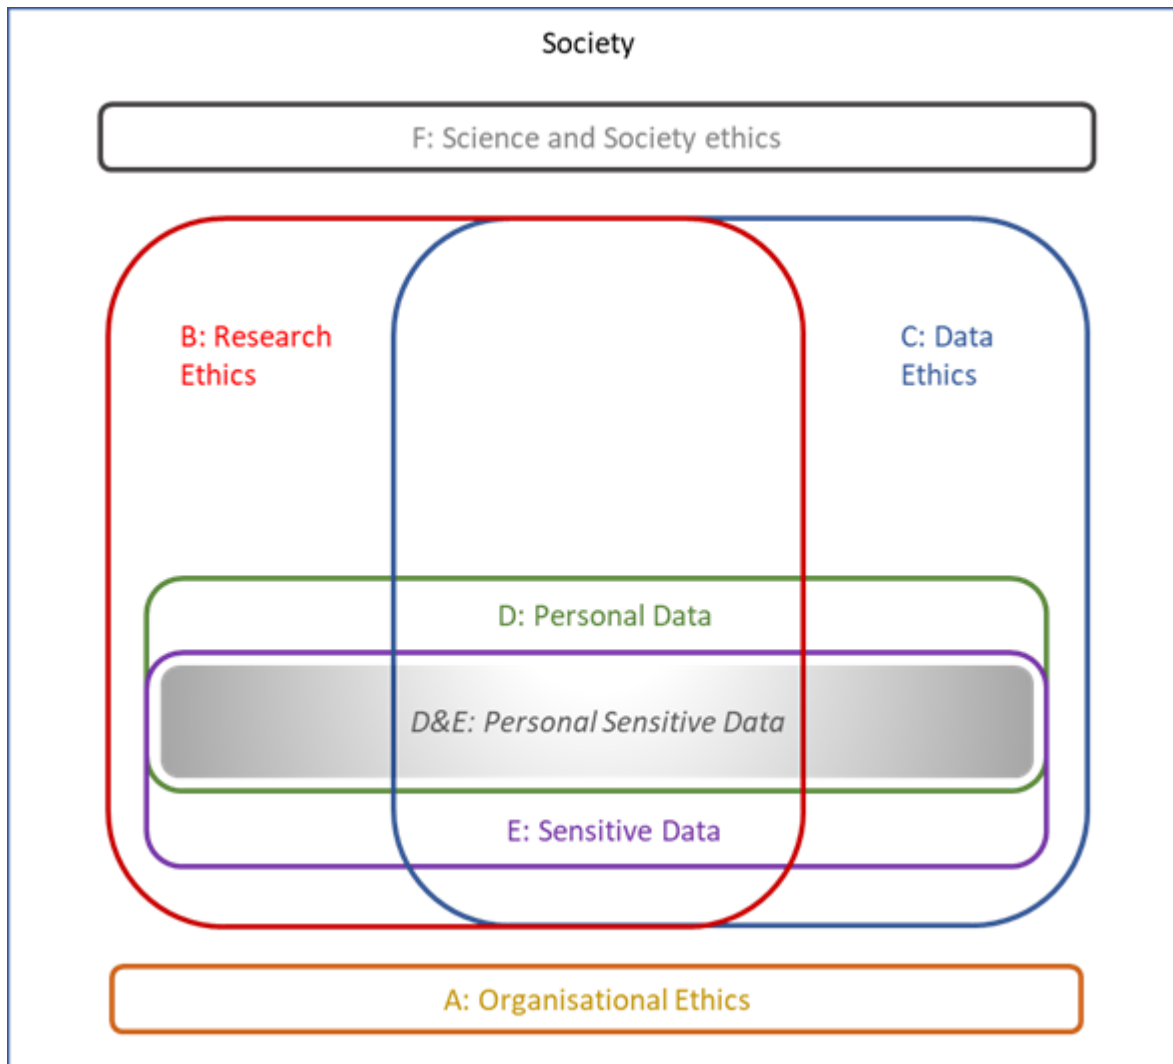 Society
F: Science and Society ethics
B: Research
Ethics
C: Data
Ethics
D: Personal Data
D&E: Personal Sensitive Data
E: Sensitive Data
A: Organisational Ethics